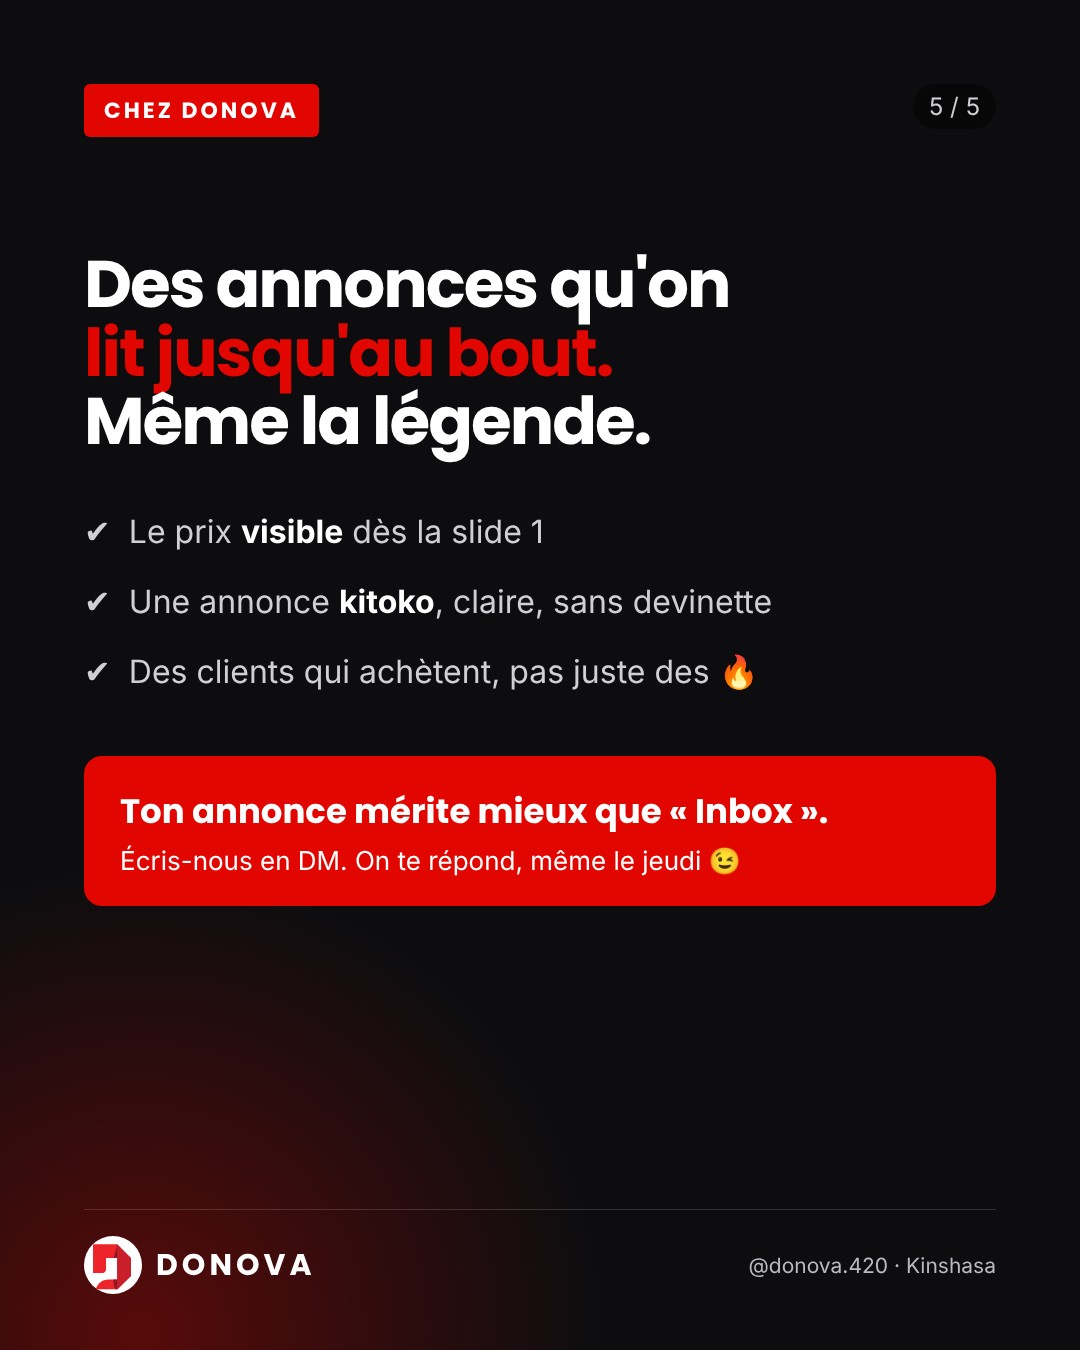 CHEZ DONOVA
5 / 5
Des annonces qu'on
lit jusqu'au bout.
Même la légende.
✔ Le prix visible dès la slide 1
✔ Une annonce kitoko, claire, sans devinette
✔ Des clients qui achètent, pas juste des 🔥
Ton annonce mérite mieux que « Inbox ».
Écris-nous en DM. On te répond, même le jeudi 😉
DONOVA
@donova.420 · Kinshasa